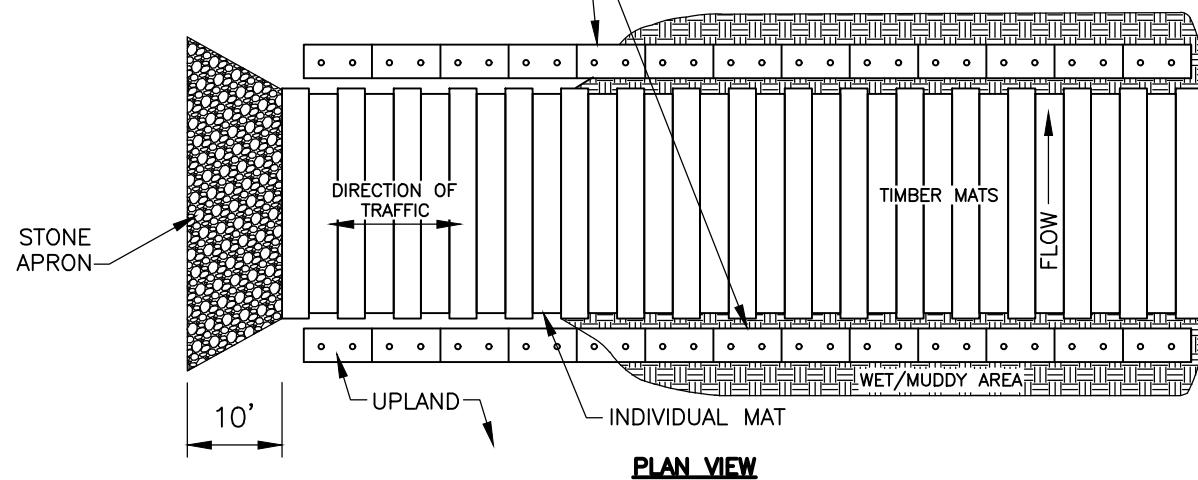 DIRECTION OF
TRAFFIC
TIMBER MATS
FLOW
STONE
APRON
WET/MUDDY AREA
10'
UPLAND
INDIVIDUAL MAT
PLAN VIEW